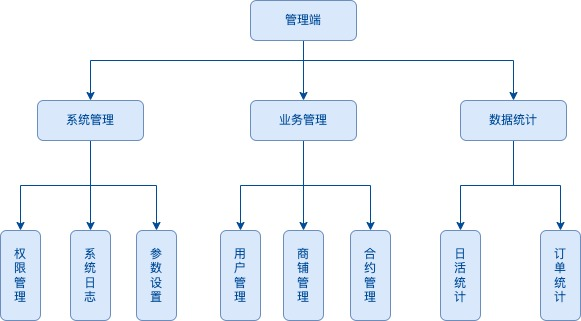 管理端
系统管理
业务管理
数据统计
权限管理
系统日志
参数设置
用户管理
商铺管理
合约管理
日活统计
订单统计